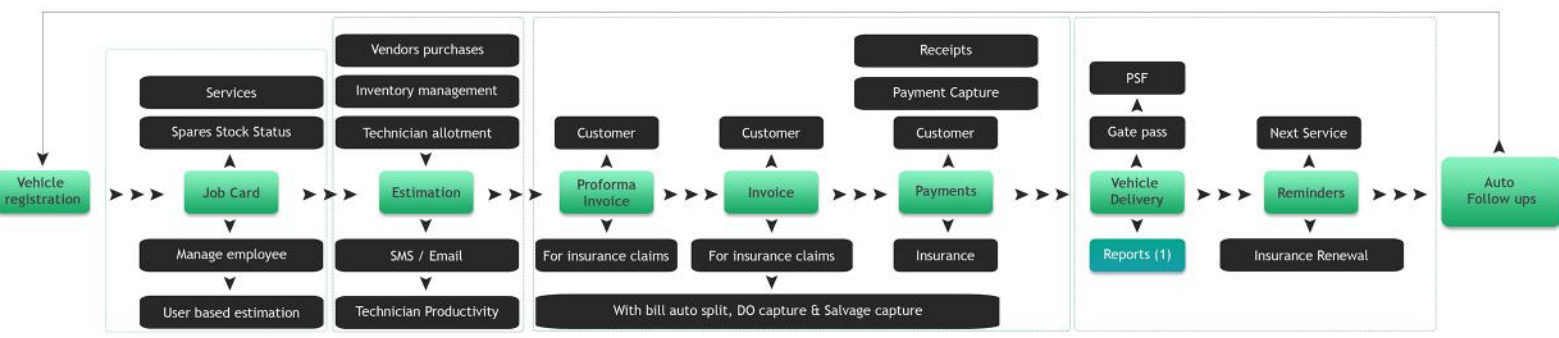 Vehicle
registration
Services
Spares Stock Status
Job Card
Manage employee
User based estimation
Vendors purchases
Inventory management
Technician allotment
Estimation
SMS / Email
Technician Productivity
Customer
Proforma
Invoice
For insurance claims
Customer
Invoice
For insurance claims
With bill auto split, DO capture & Salvage capture
Receipts
Payment Capture
Customer
Payments
Insurance
PSF
Gate pass
Vehicle
Delivery
Reports (1)
Next Service
Reminders
Insurance Renewal
Auto
Follow ups